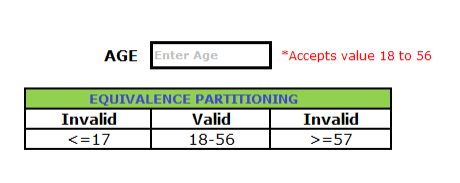 AGE Enter Age *Accepts value 18 to 56
EQUIVALENCE PARTITIONING
Invalid Valid Invalid
<=17 18-56 >=57